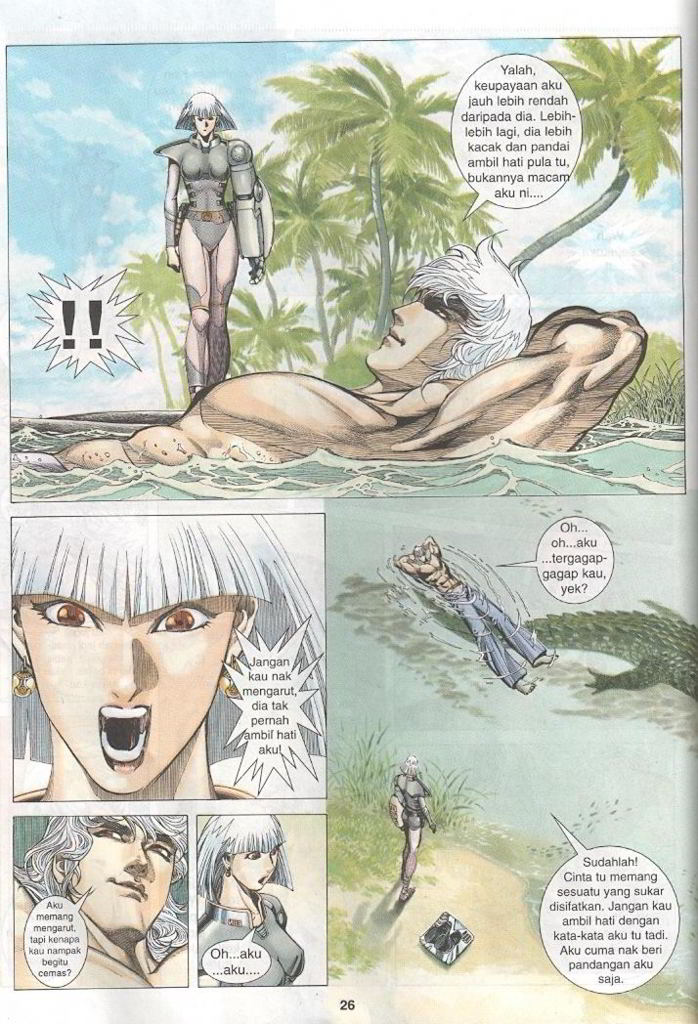 Yalah,
keupayaan aku
jauh lebih rendah
daripada dia. Lebih-
lebih lagi, dia lebih
kacak dan pandai
ambil hati pula tu,
bukannya macam
aku ni....
!!
Jangan
kau nak
mengarut,
dia tak
pernah
ambil hati
aku!
Oh...
oh...aku
...tergagap-
gagap kau,
yek?
Aku
memang
mengarut,
tapi kenapa
kau nampak
begitu
cemas?
Oh...aku
...aku....
Sudahlah!
Cinta tu memang
sesuatu yang sukar
disifatkan. Jangan kau
ambil hati dengan
kata-kata aku tu tadi.
Aku cuma nak beri
pandangan aku
saja.
26